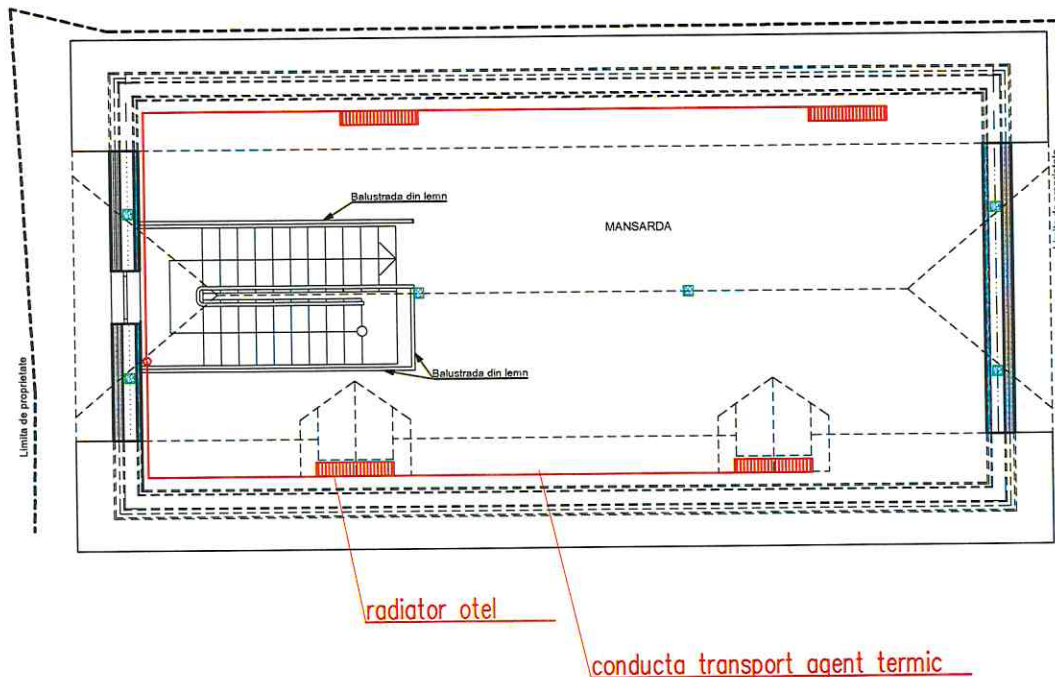 Balustrada din lemn
MANSARDA
Limita de proprietate
Balustrada din lemn
radiator otel
conducta transport agent termic